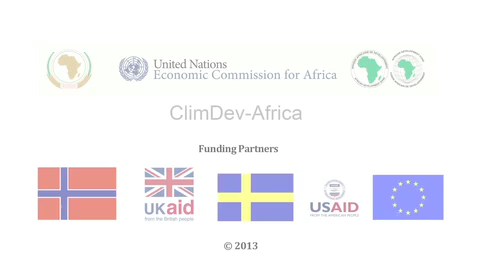 United Nations
Economic Commission for Africa
ClimDev-Africa
Funding Partners
UKaid
from the British people
USAID
FROM THE AMERICAN PEOPLE
© 2013